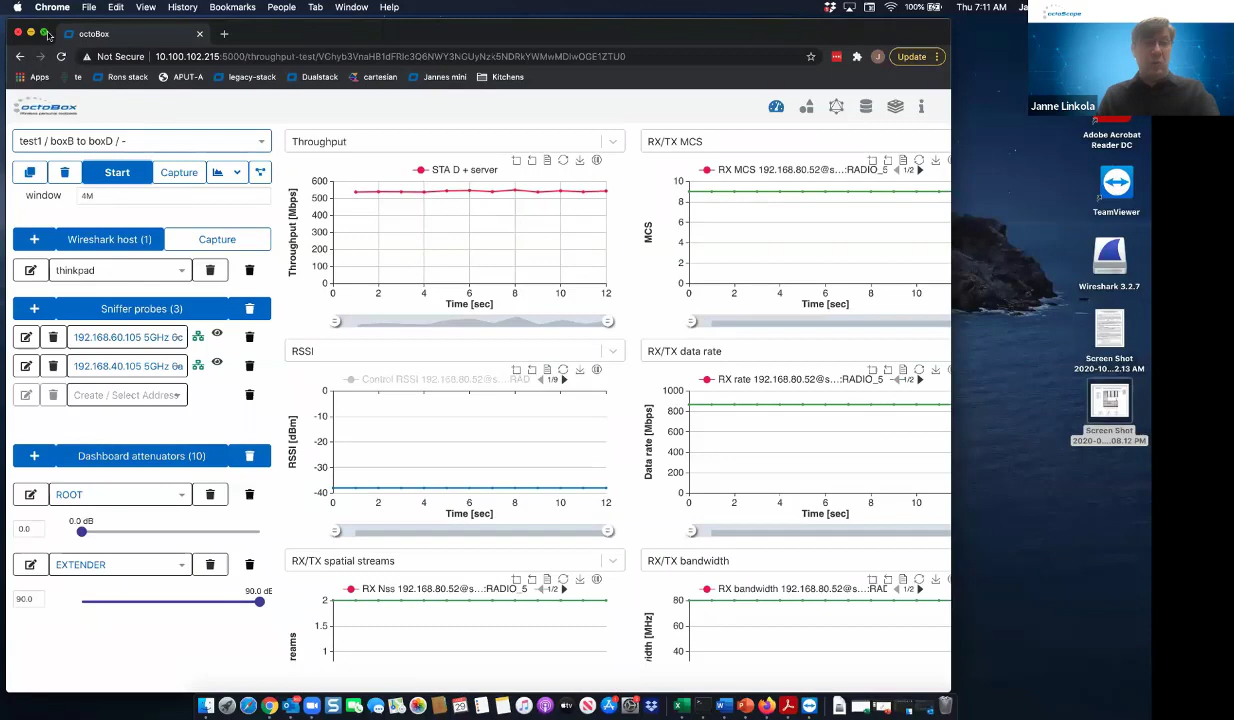 Chrome File Edit View History Bookmarks People Tab Window Help
100% Thu 7:11 AM
octoScope
octoBox
Not Secure 10.100.102.215:5000/throughput-test/
Update
Apps te Rons stack APUT-A legacy-stack Dualstack cartesian Jannes mini Kitchens
Janne Linkola
octoBox
test1 / boxB to boxD / -
Start Capture
window 4M
Wireshark host (1) Capture
thinkpad
Sniffer probes (3)
192.168.60.105 5GHz 6c
192.168.40.105 5GHz 6a
Create / Select Address
Dashboard attenuators (10)
ROOT
0.0 dB
0.0
EXTENDER
90.0 dE
90.0
Throughput
STA D + server
Throughput [Mbps]
600
500
400
300
200
100
0
0 2 4 6 8 10 12
Time [sec]
RX/TX MCS
RX MCS 192.168.80.52@s...:RADIO_5 1/2
MCS
10
8
6
4
2
0
0 2 4 6 8 10
Time [sec]
RSSI
Control RSSI 192.168.80.52@s...:RAD 1/9
RSSI [dBm]
0
-10
-20
-30
-40
0 2 4 6 8 10 12
Time [sec]
RX/TX data rate
RX rate 192.168.80.52@s...:RADIO_5 1/2
Data rate [Mbps]
1000
800
600
400
200
0
0 2 4 6 8 10
Time [sec]
RX/TX spatial streams
RX Nss 192.168.80.52@s...:RADIO_5 1/2
reams
2
1.5
1
RX/TX bandwidth
RX bandwidth 192.168.80.52@s...:RAD 1/2
width [MHz]
80
60
40
Adobe Acrobat
Reader DC
TeamViewer
Wireshark 3.2.7
Screen Shot
2020-10...2.13 AM
Screen Shot
2020-0....08.12 PM